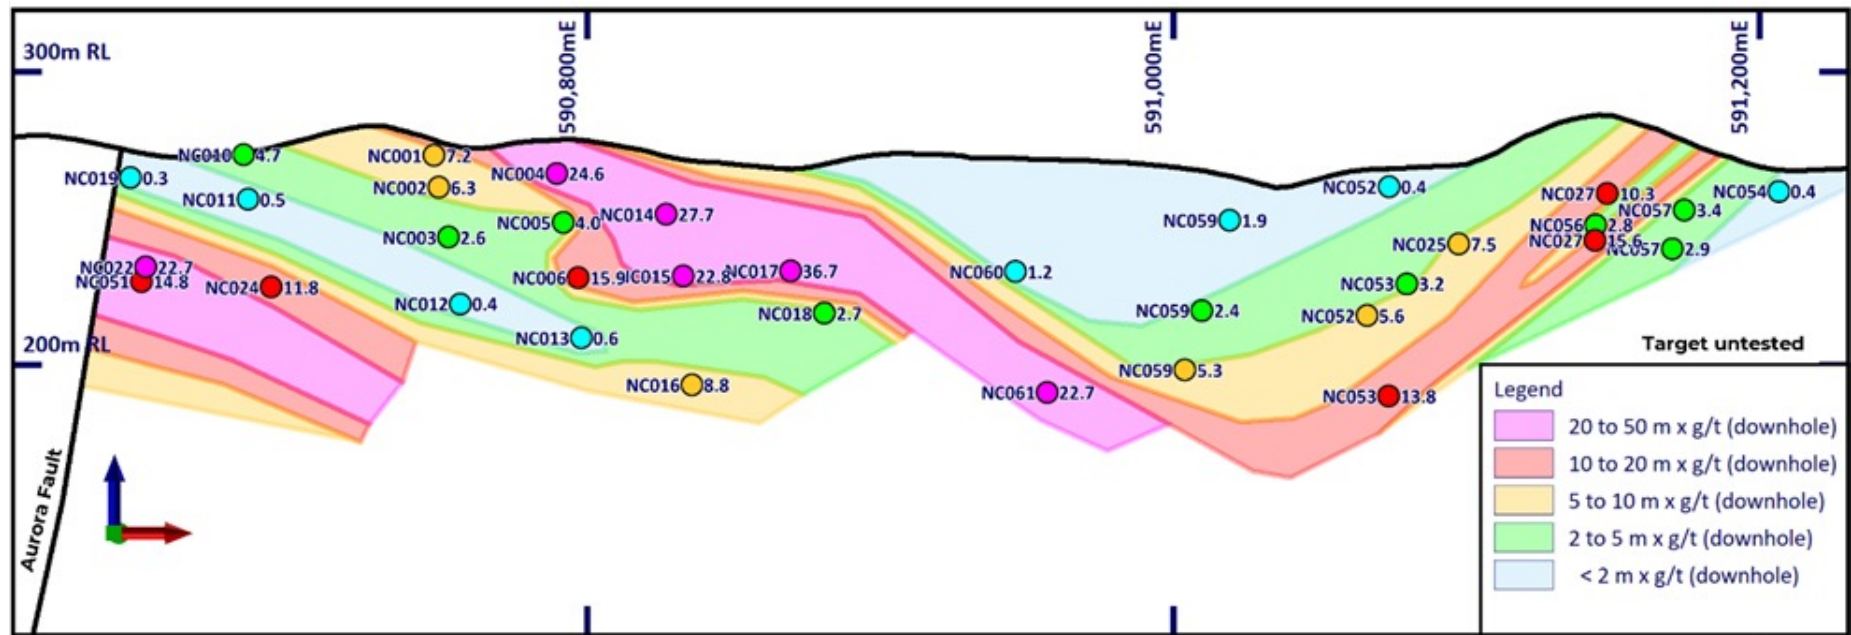 300m RL
590,800mE
591,000mE
591,200mE
NC010 4.7
NC001 7.2
NC019 0.3
NC002 6.3
NC004 24.6
NC011 0.5
NC005 4.0
NC014 27.7
NC003 2.6
NC052 0.4
NC027 10.3
NC054 0.4
NC059 1.9
NC057 3.4
NC056 2.8
NC027 15.6
NC025 7.5
NC057 2.9
NC022 22.7
NC051 14.8
NC024 11.8
NC006 15.9
NC015 22.8
NC017 36.7
NC060 1.2
NC053 3.2
NC012 0.4
NC018 2.7
NC059 2.4
NC052 5.6
NC013 0.6
200m RL
Target untested
NC016 8.8
NC059 5.3
NC061 22.7
NC053 13.8
Aurora Fault
Legend
20 to 50 m x g/t (downhole)
10 to 20 m x g/t (downhole)
5 to 10 m x g/t (downhole)
2 to 5 m x g/t (downhole)
< 2 m x g/t (downhole)